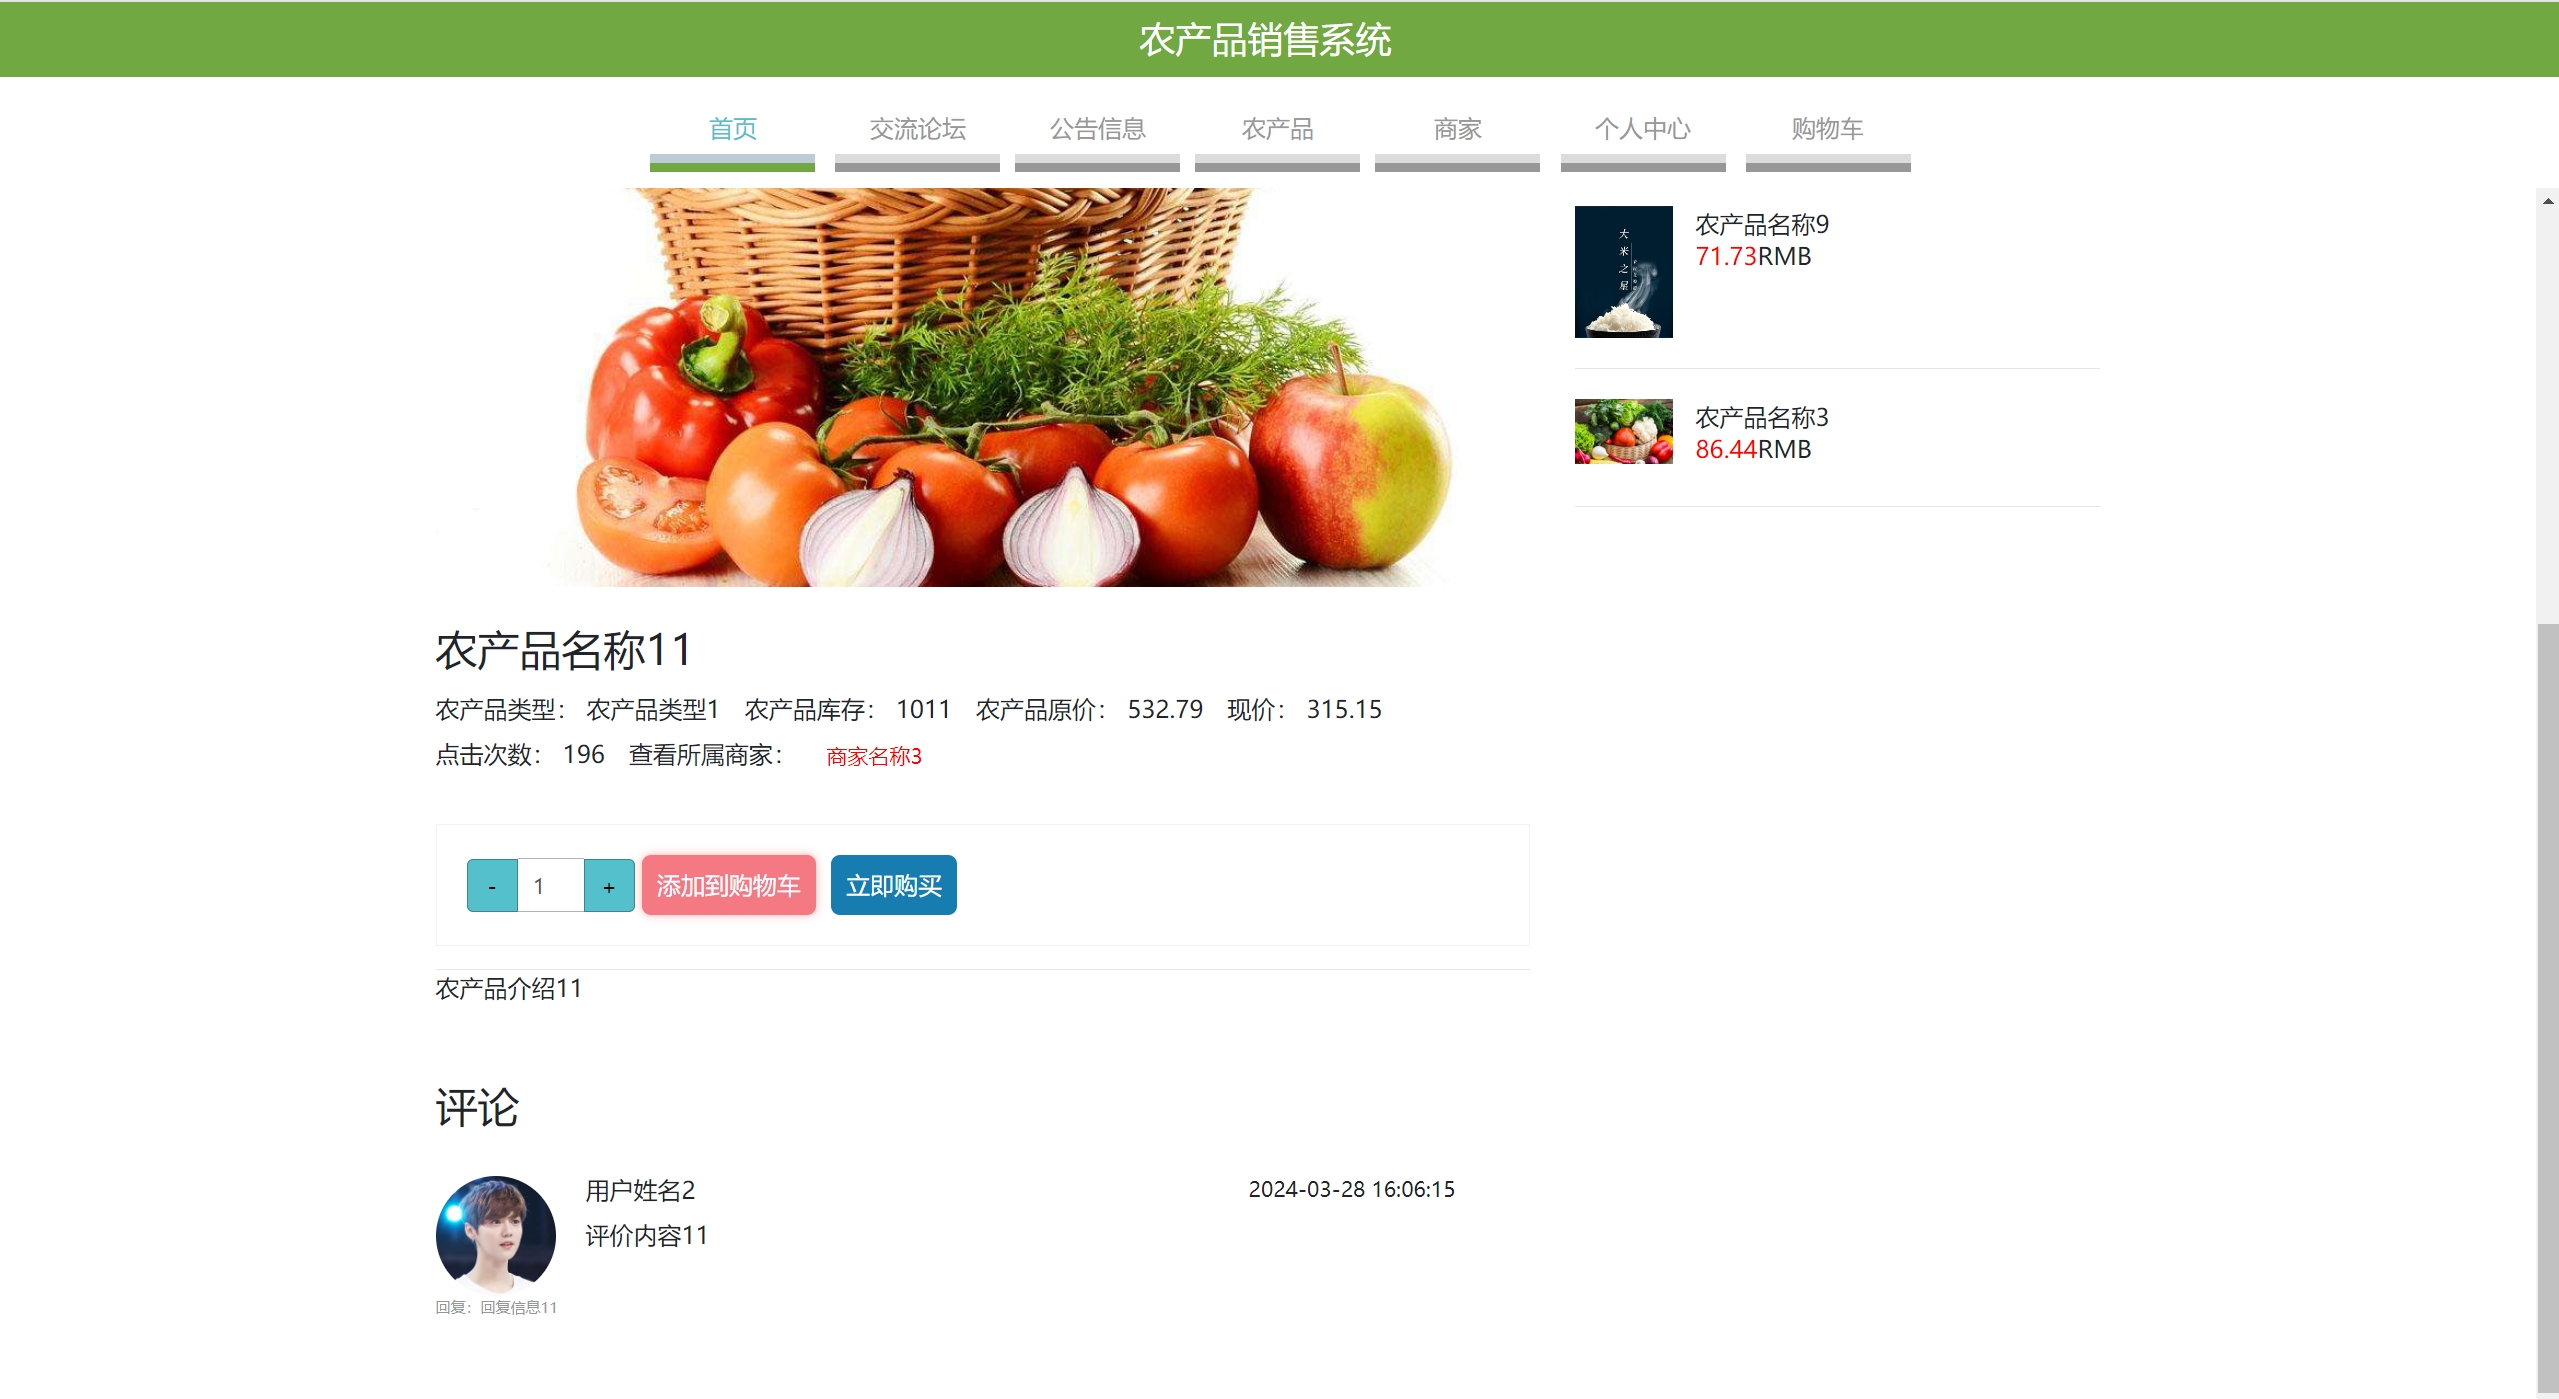 农产品销售系统
首页 交流论坛 公告信息 农产品 商家 个人中心 购物车
大米之星
农产品名称9
71.73RMB
农产品名称3
86.44RMB
农产品名称11
农产品类型： 农产品类型1 农产品库存： 1011 农产品原价： 532.79 现价： 315.15
点击次数： 196 查看所属商家： 商家名称3
- 1 + 添加到购物车 立即购买
农产品介绍11
评论
用户姓名2 2024-03-28 16:06:15
评价内容11
回复：回复信息11